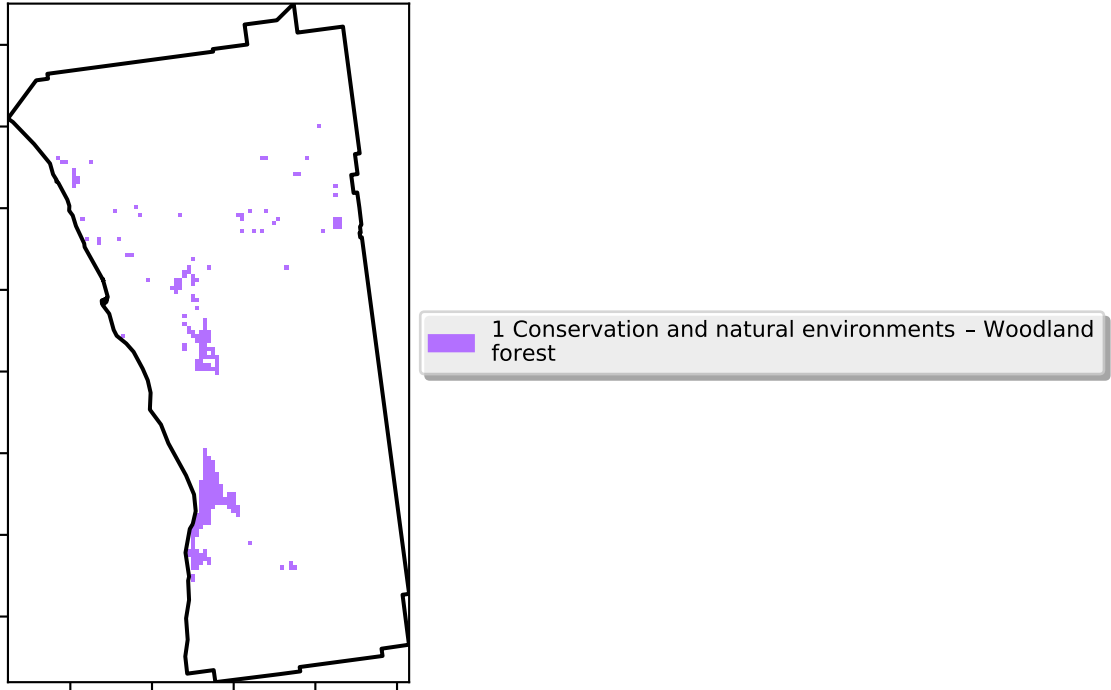 1 Conservation and natural environments – Woodland
forest